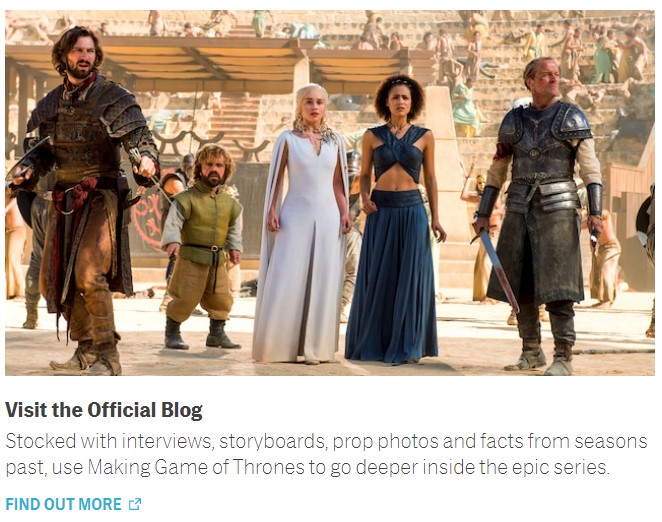 Visit the Official Blog
Stocked with interviews, storyboards, prop photos and facts from seasons
past, use Making Game of Thrones to go deeper inside the epic series.
FIND OUT MORE